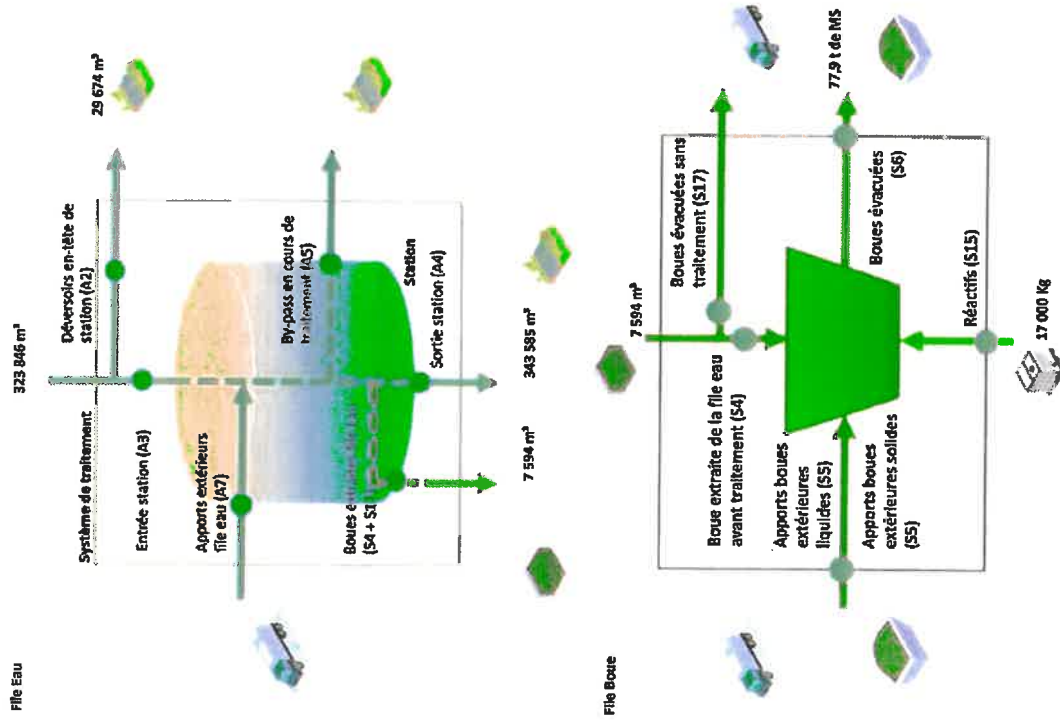 File Eau
323 846 m³
Système de traitement
Déversoirs en-tête de
station (A2)
29 674 m³
Entrée station (A3)
Apports extérieurs
file eau (A7)
By-pass en cours de
traitement (A5)
Boues
(S4 +
Station
Sortie station (A4)
7 594 m³
343 585 m³
File Boue
7 594 m³
Boues évacuées sans
traitement (S17)
Boue extraite de la file eau
avant traitement (S4)
Apports boues
extérieures
liquides (S5)
Apports boues
extérieures solides
(S5)
Boues évacuées
(S6)
77,9 t de MS
Réactifs (S15)
17 000 Kg